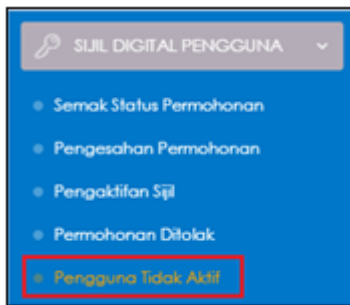 SIJIL DIGITAL PENGGUNA
Semak Status Permohonan
Pengesahan Permohonan
Pengaktifan Sijil
Permohonan Ditolak
Pengguna Tidak Aktif